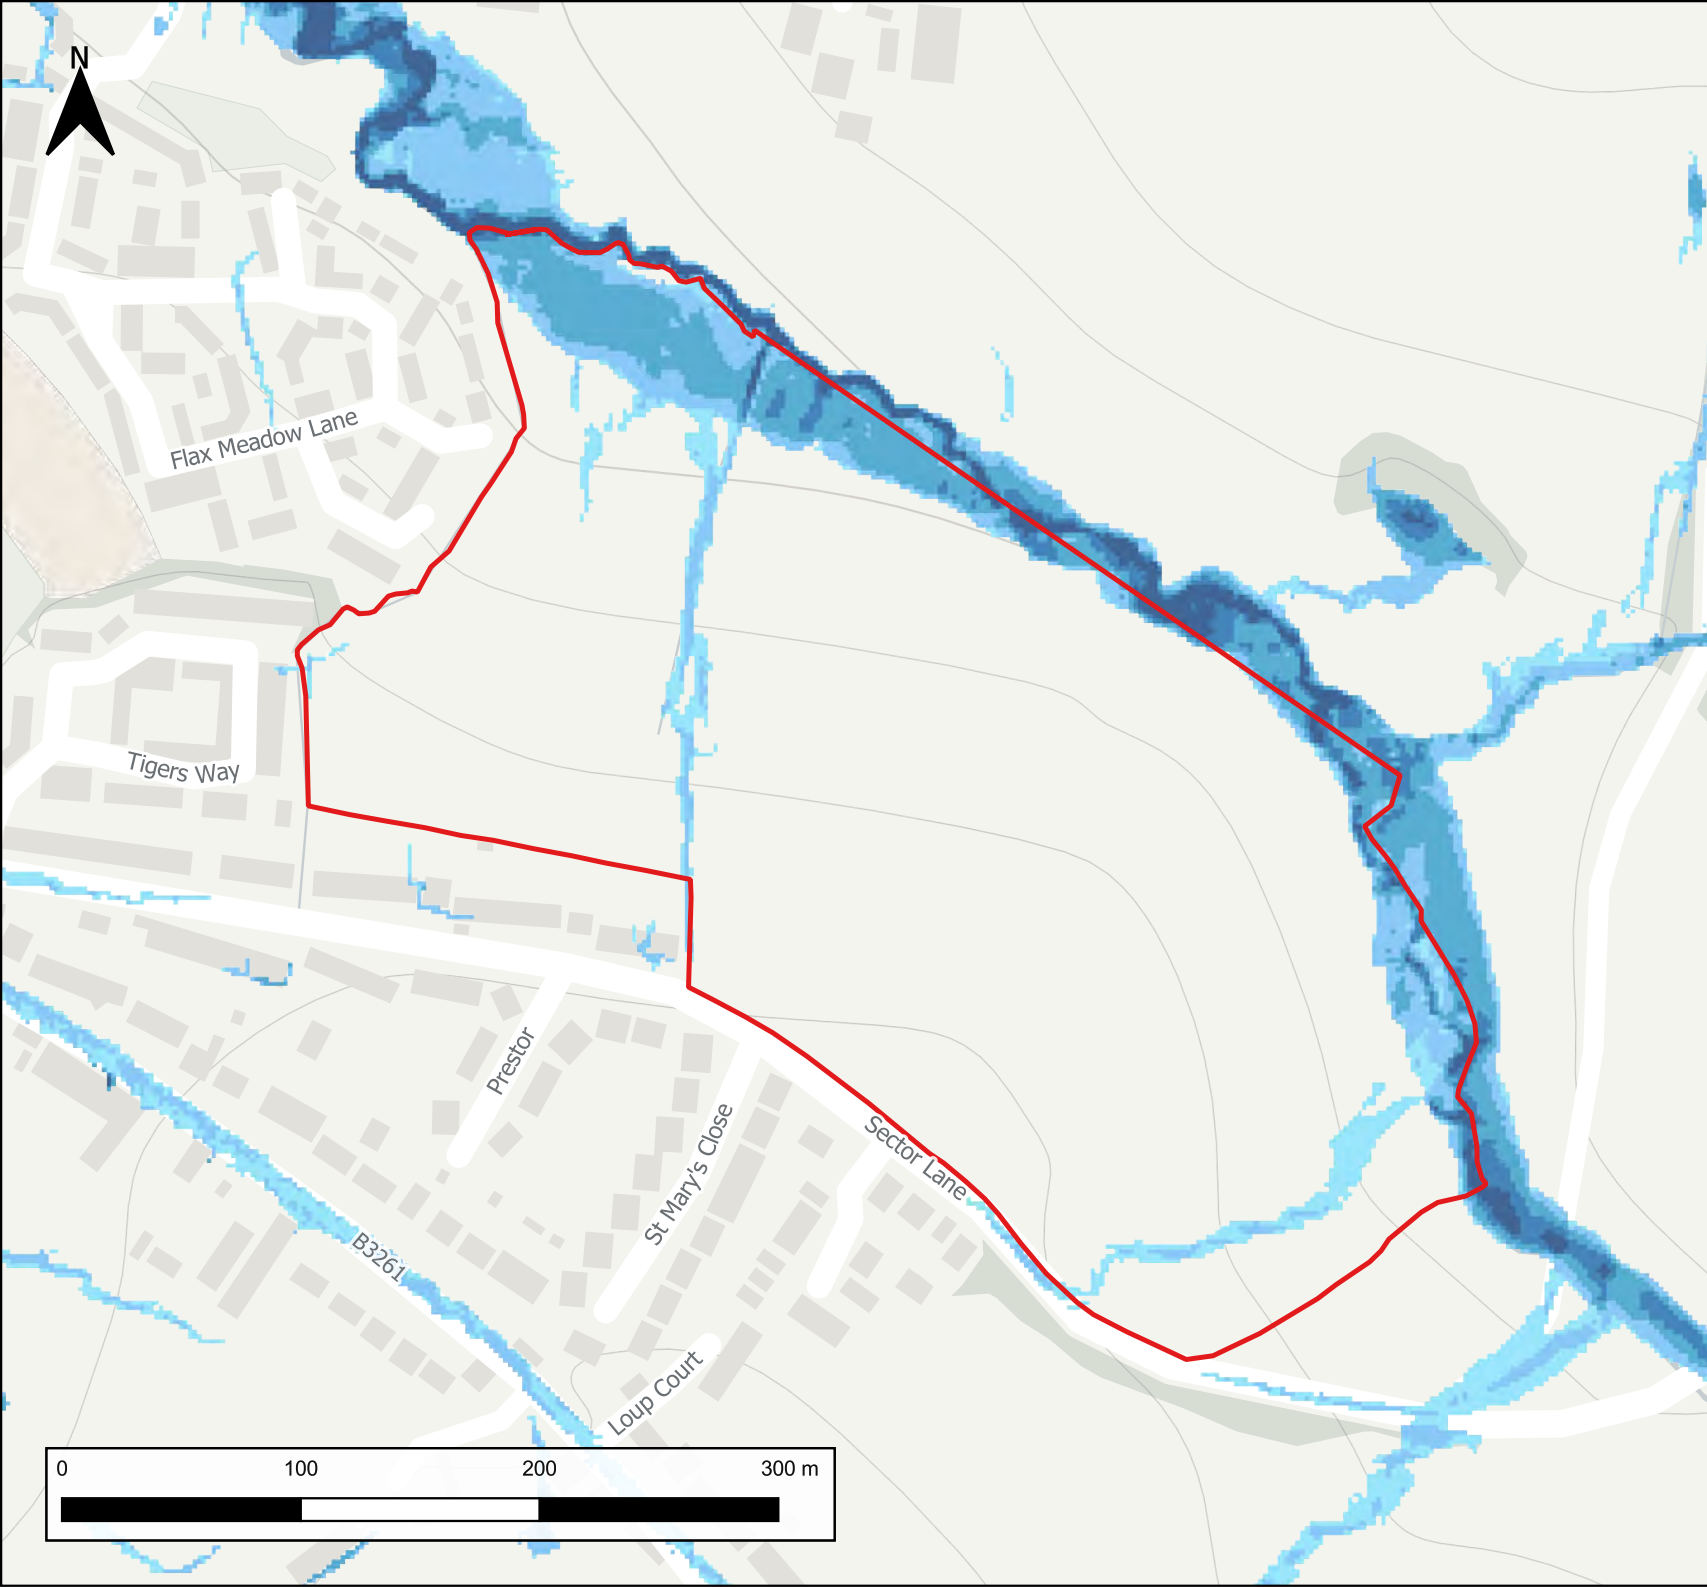 N
Flax Meadow Lane
Tigers Way
Prestor
St Mary's Close
Sector Lane
B3261
Loup Court
0 100 200 300 m